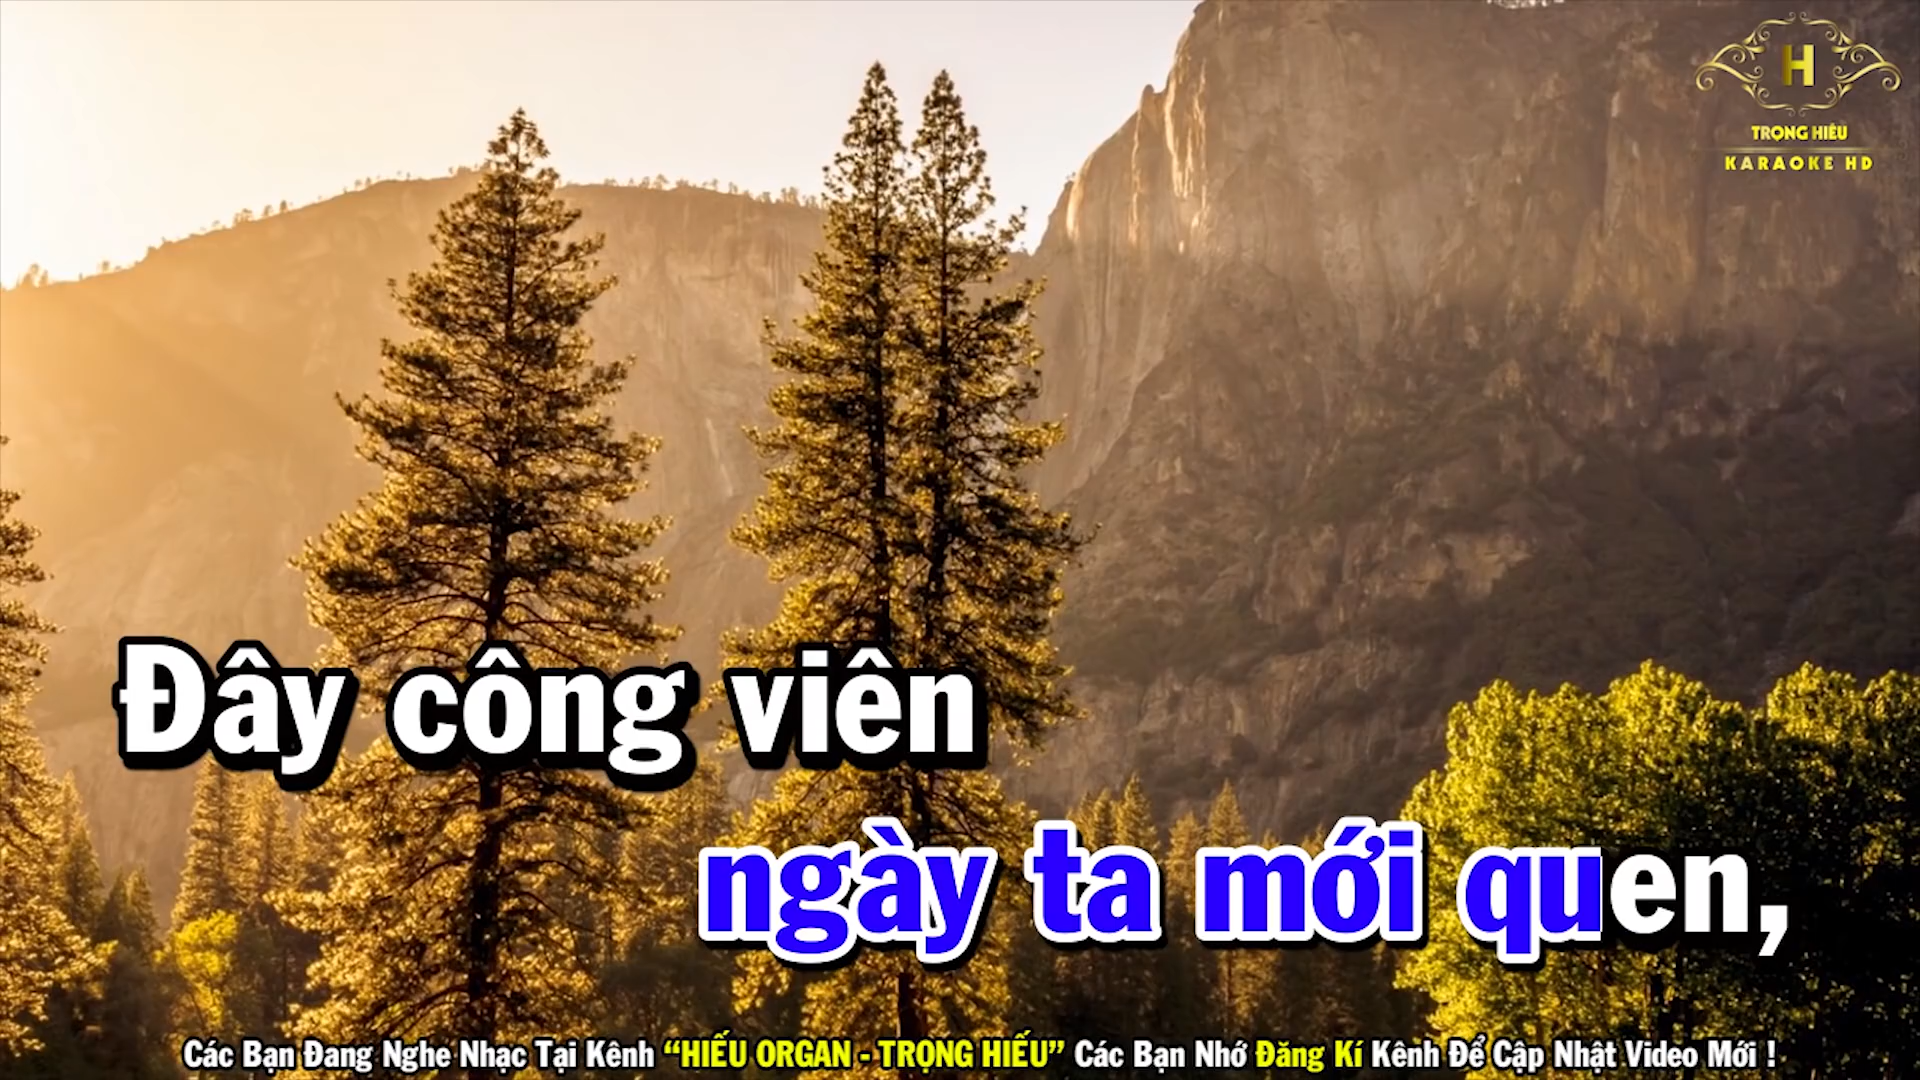 H
TRỌNG HIẾU
KARAOKE HD
Đây công viên
ngày ta mới quen,
Các Bạn Đang Nghe Nhạc Tại Kênh “HIẾU ORGAN - TRỌNG HIẾU” Các Bạn Nhớ Đăng Kí Kênh Để Cập Nhật Video Mới !